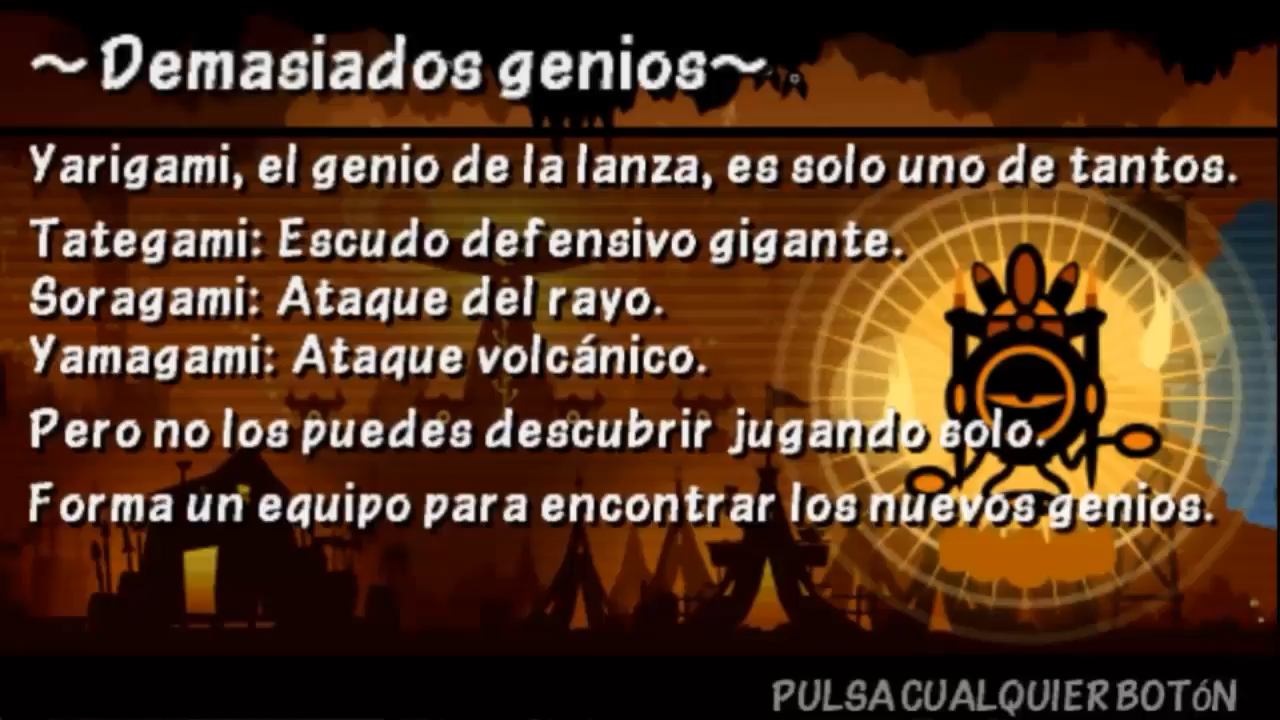 ～Demasiados genios～
Yarigami, el genio de la lanza, es solo uno de tantos.
Tategami: Escudo defensivo gigante.
Soragami: Ataque del rayo.
Yamagami: Ataque volcánico.
Pero no los puedes descubrir jugando solo.
Forma un equipo para encontrar los nuevos genios.
PULSA CUALQUIER BOTóN